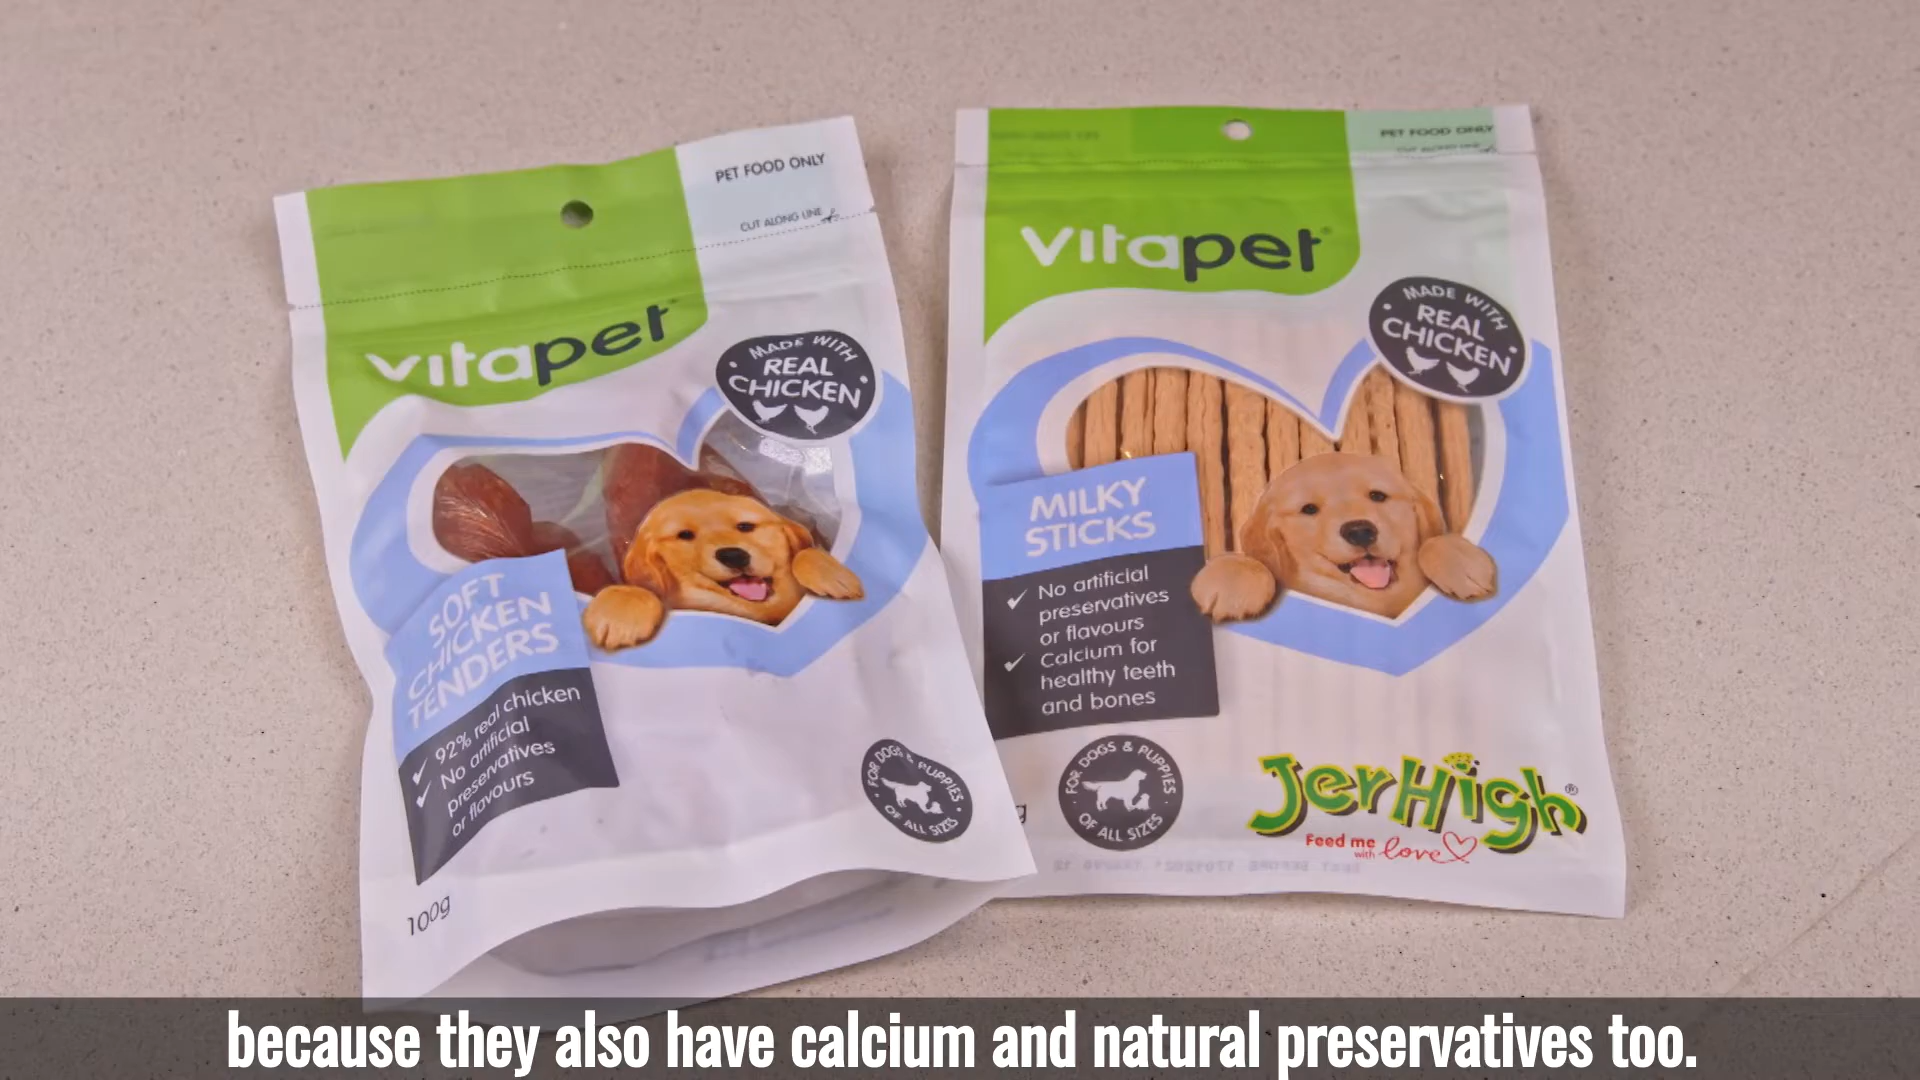 PET FOOD ONLY
CUT ALONG LINE
vitapet
MADE WITH
REAL
CHICKEN
SOFT
CHICKEN
TENDERS
✓ 92% real chicken
✓ No artificial
preservatives
or flavours
FOR DOGS & PUPPIES
OF ALL SIZES
100g
PET FOOD ONLY
CUT ALONG LINE
vitapet®
MADE WITH
REAL
CHICKEN
MILKY
STICKS
✓ No artificial
preservatives
or flavours
✓ Calcium for
healthy teeth
and bones
FOR DOGS & PUPPIES
OF ALL SIZES
g
JerHigh®
Feed me
with love
because they also have calcium and natural preservatives too.